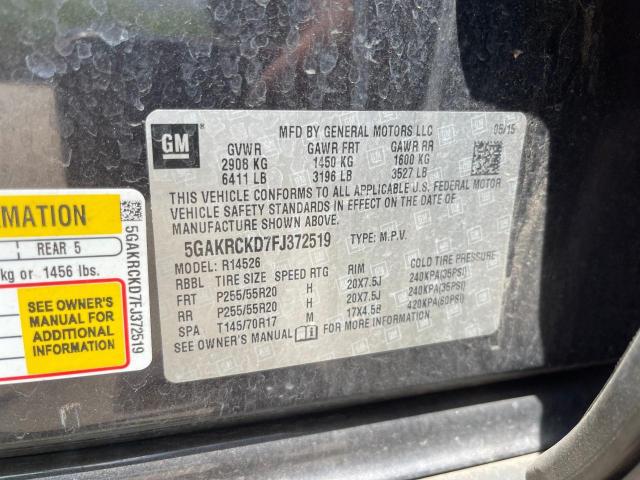 GM
MFD BY GENERAL MOTORS LLC 05/15
GVWR GAWR FRT GAWR RR
2908 KG 1450 KG 1600 KG
6411 LB 3196 LB 3527 LB
THIS VEHICLE CONFORMS TO ALL APPLICABLE U.S. FEDERAL MOTOR
VEHICLE SAFETY STANDARDS IN EFFECT ON THE DATE OF
MANUFACTURE SHOWN ABOVE.
5GAKRCKD7FJ372519 TYPE: M.P.V.
MODEL: R14526
RBBL TIRE SIZE SPEED RTG RIM COLD TIRE PRESSURE
FRT P255/55R20 H 20X7.5J 240KPA(35PSI)
RR P255/55R20 H 20X7.5J 240KPA(35PSI)
SPA T145/70R17 M 17X4.5B 420KPA(60PSI)
SEE OWNER'S MANUAL FOR MORE INFORMATION.
RMATION
REAR 5
kg or 1456 lbs.
SEE OWNER'S
MANUAL FOR
ADDITIONAL
INFORMATION
5GAKRCKD7FJ372519